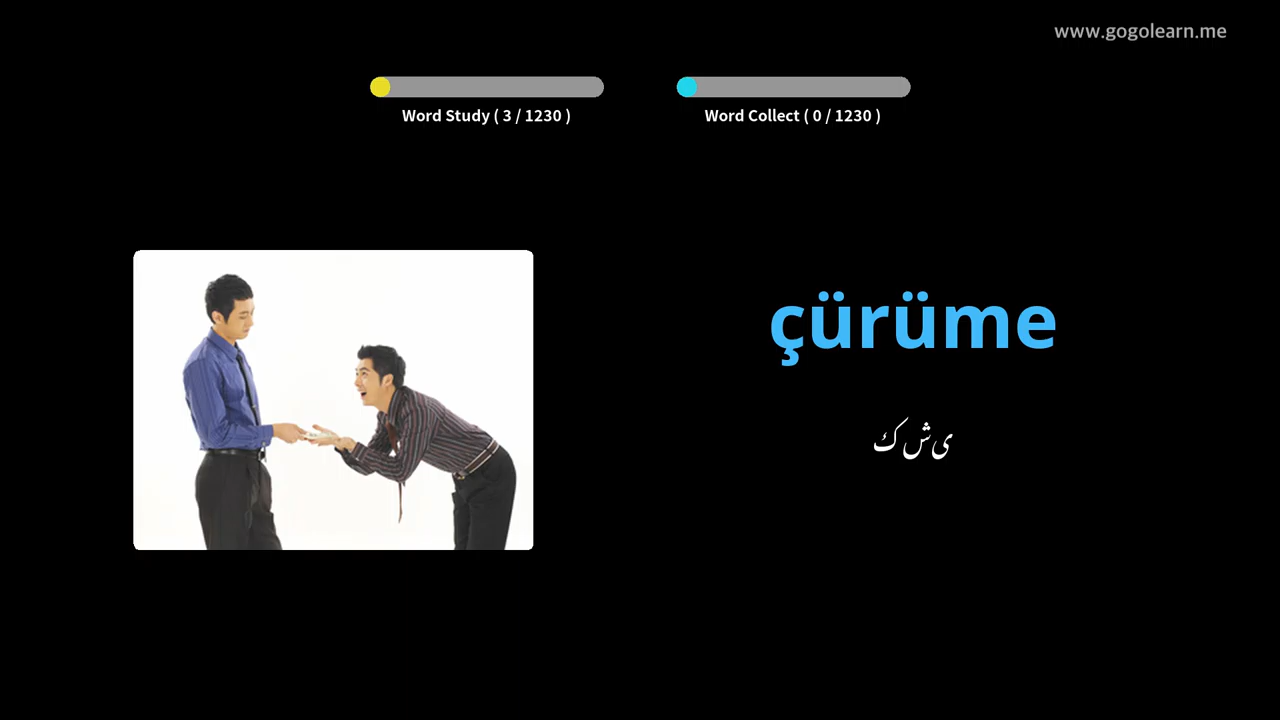 www.gogolearn.me
Word Study ( 3 / 1230 )
Word Collect ( 0 / 1230 )
çürüme
ی ش ک